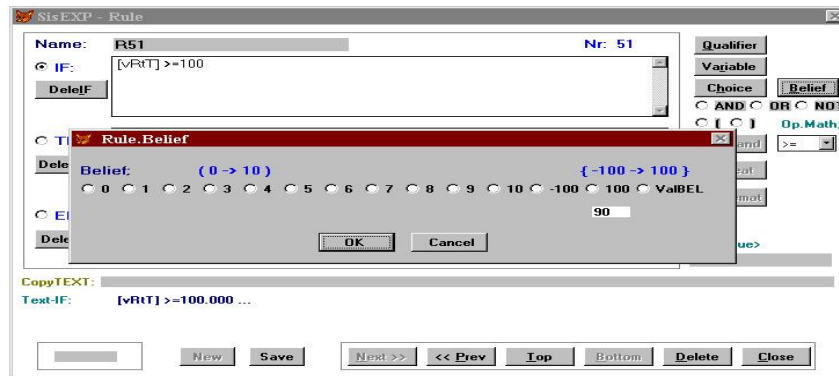 SisEXP - Rule
Name: R51 Nr: 51
IF: [vRtT] >=100
DeleIF
Qualifier
Variable
Choice Belief
AND OR NOT
[ ] Op.Math.
>=
Rule.Belief
Belief: ( 0 -> 10 ) { -100 -> 100 }
0 1 2 3 4 5 6 7 8 9 10 -100 100 ValBEL
90
OK Cancel
CopyTEXT:
Text-IF: [vRtT] >=100.000 ...
New Save Next >> << Prev Top Bottom Delete Close